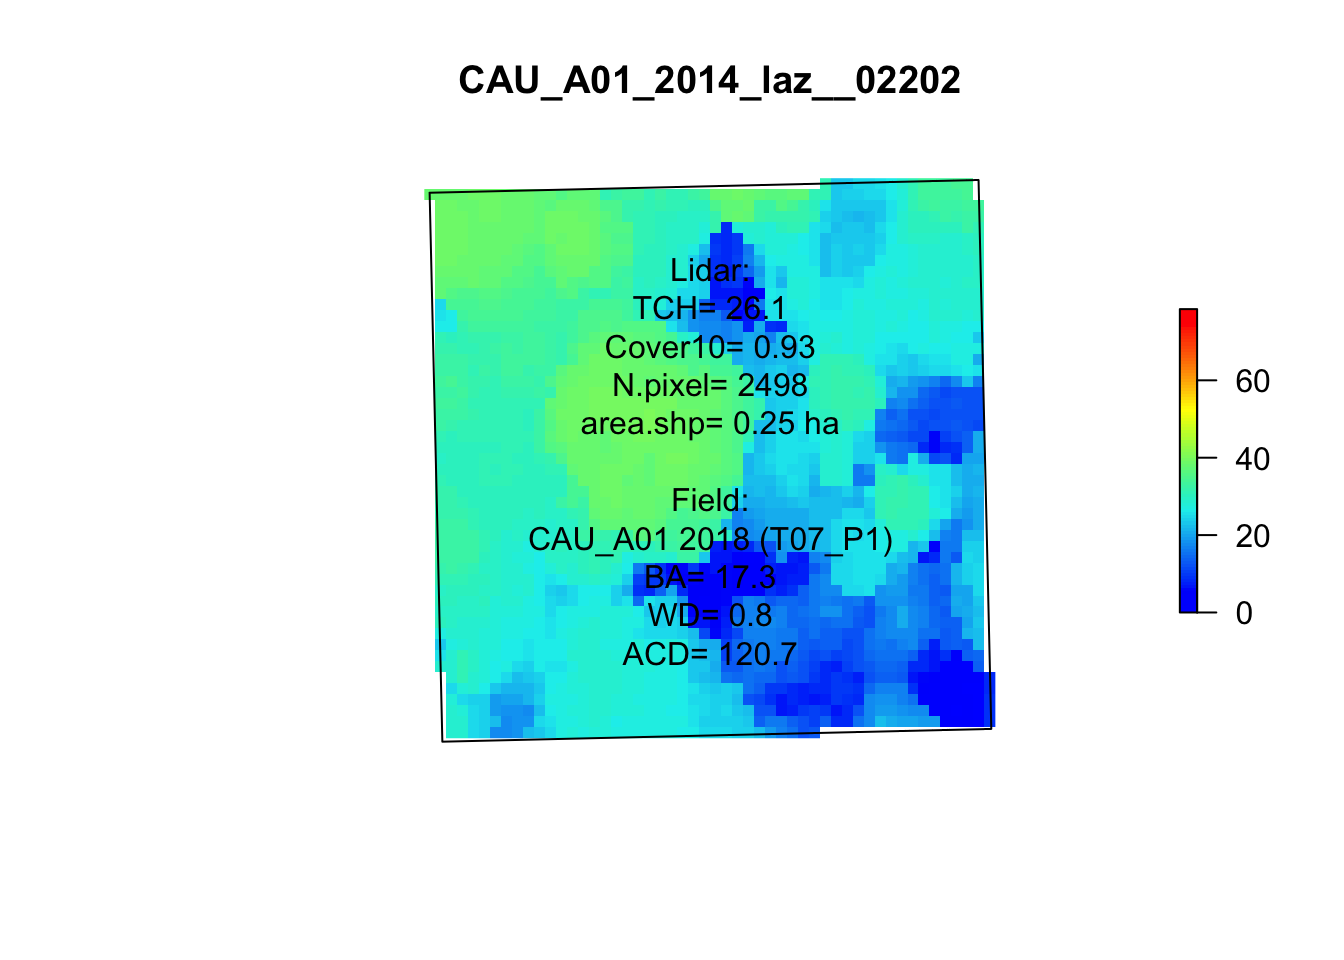 CAU_A01_2014_laz__02202
Lidar:
TCH= 26.1
Cover10= 0.93
N.pixel= 2498
area.shp= 0.25 ha
Field:
CAU_A01 2018 (T07_P1)
BA= 17.3
WD= 0.8
ACD= 120.7
60
40
20
0